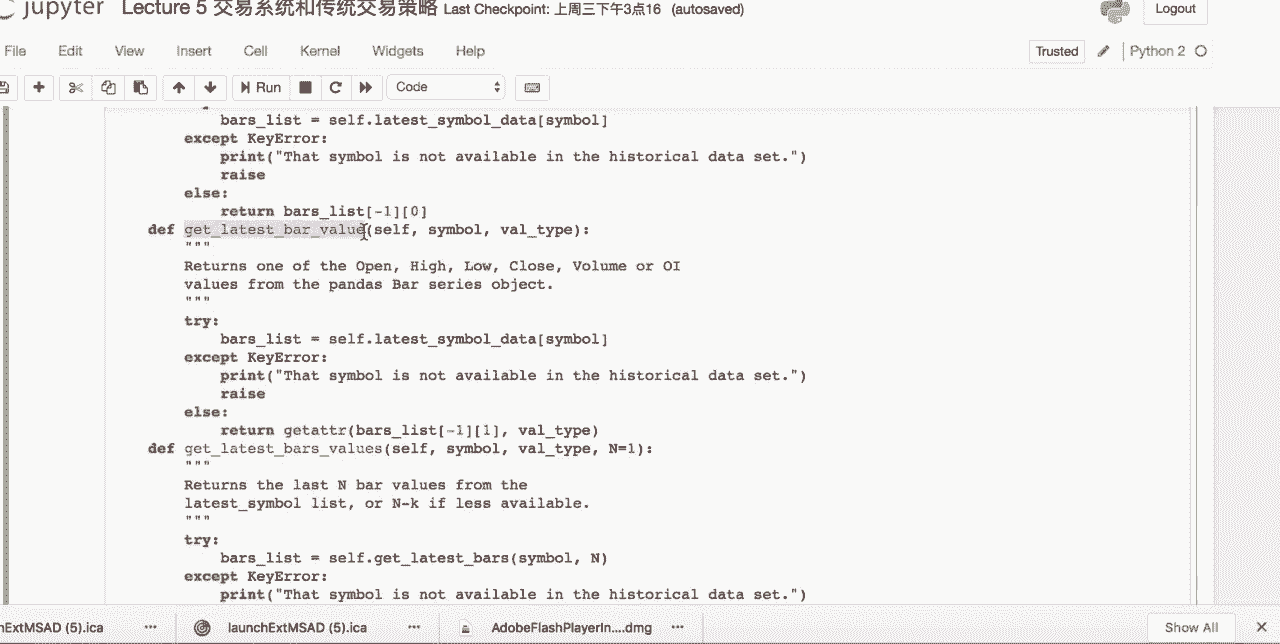 jupyter Lecture 5 交易系统和传统交易策略 Last Checkpoint: 上周三下午3点16 (autosaved)
Logout
File Edit View Insert Cell Kernel Widgets Help
Trusted Python 2
Run Code
bars_list = self.latest_symbol_data[symbol]
except KeyError:
print("That symbol is not available in the historical data set.")
raise
else:
return bars_list[-1][0]
def get_latest_bar_value(self, symbol, val_type):
"""
Returns one of the Open, High, Low, Close, Volume or OI
values from the pandas Bar series object.
"""
try:
bars_list = self.latest_symbol_data[symbol]
except KeyError:
print("That symbol is not available in the historical data set.")
raise
else:
return getattr(bars_list[-1][1], val_type)
def get_latest_bars_values(self, symbol, val_type, N=1):
"""
Returns the last N bar values from the
latest_symbol list, or N-k if less available.
"""
try:
bars_list = self.get_latest_bars(symbol, N)
except KeyError:
print("That symbol is not available in the historical data set.")
hExtMSAD (5).ica ... launchExtMSAD (5).ica ... AdobeFlashPlayerIn....dmg ... Show All